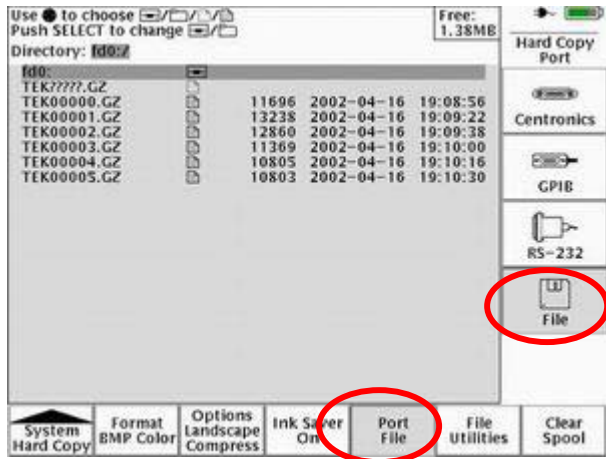 Use ● to choose
Push SELECT to change
Free:
1.38MB
Directory: fd0:/
fd0:
TEK?????.GZ
TEK00000.GZ 11696 2002-04-16 19:08:56
TEK00001.GZ 13238 2002-04-16 19:09:22
TEK00002.GZ 12860 2002-04-16 19:09:38
TEK00003.GZ 11369 2002-04-16 19:10:00
TEK00004.GZ 10805 2002-04-16 19:10:16
TEK00005.GZ 10803 2002-04-16 19:10:30
Hard Copy
Port
Centronics
GPIB
RS-232
File
System
Hard Copy
Format
BMP Color
Options
Landscape
Compress
Ink Saver
On
Port
File
File
Utilities
Clear
Spool